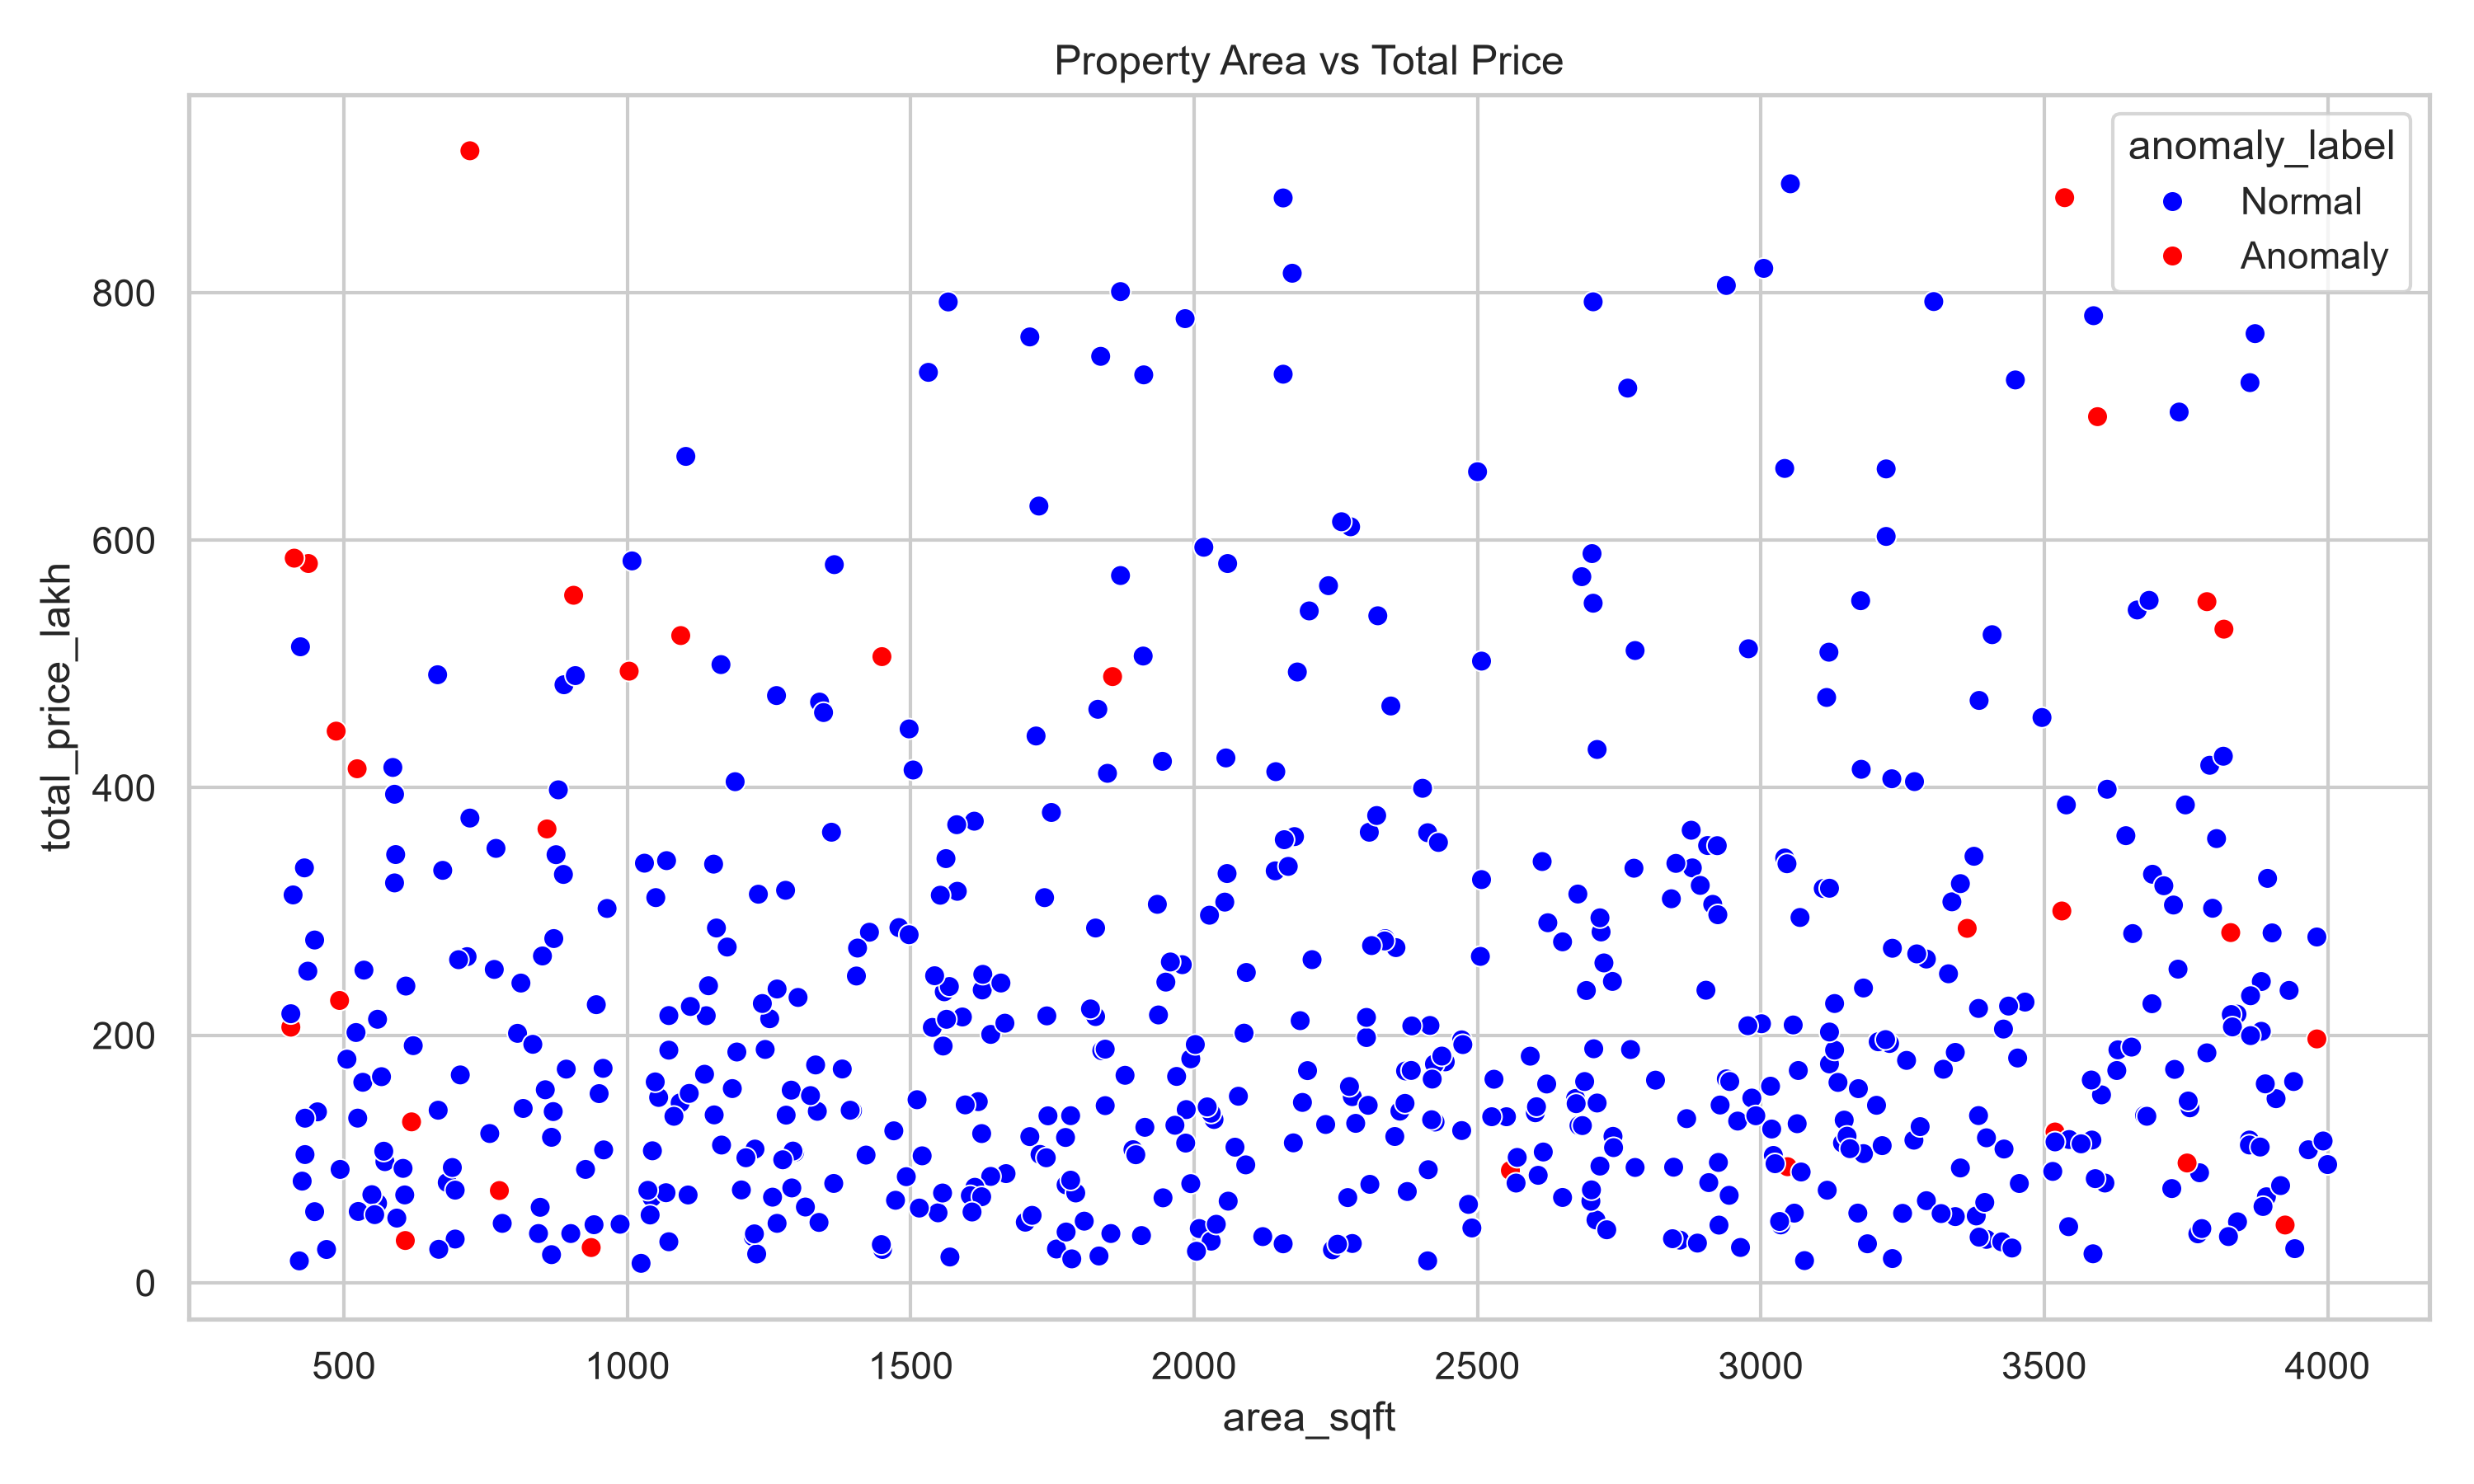 Property Area vs Total Price
anomaly_label
Normal
Anomaly
total_price_lakh
800
600
400
200
0
500 1000 1500 2000 2500 3000 3500 4000
area_sqft